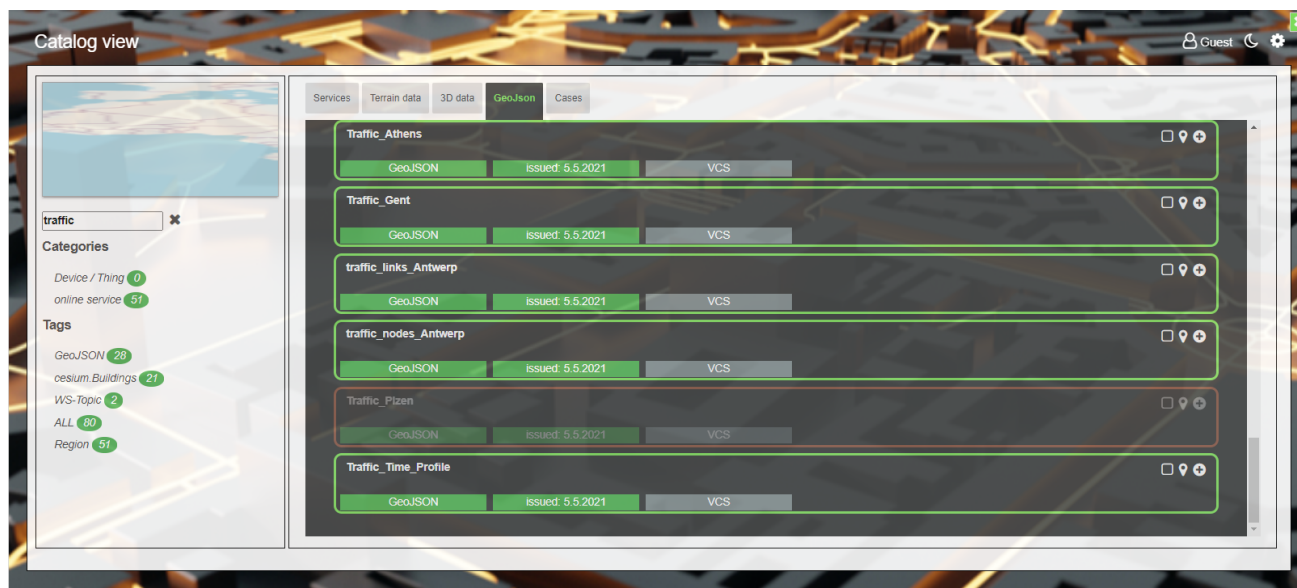 Catalog view
Guest
traffic
Categories
Device / Thing 0
online service 51
Tags
GeoJSON 28
cesium.Buildings 21
WS-Topic 2
ALL 80
Region 51
Services Terrain data 3D data GeoJson Cases
Traffic_Athens
GeoJSON issued: 5.5.2021 VCS
Traffic_Gent
GeoJSON issued: 5.5.2021 VCS
traffic_links_Antwerp
GeoJSON issued: 5.5.2021 VCS
traffic_nodes_Antwerp
GeoJSON issued: 5.5.2021 VCS
Traffic_Plzen
GeoJSON issued: 5.5.2021 VCS
Traffic_Time_Profile
GeoJSON issued: 5.5.2021 VCS